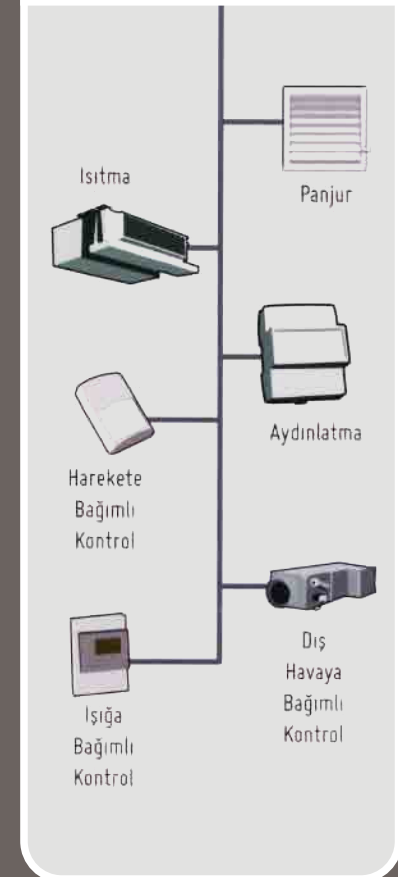 Panjur
Isıtma
Aydınlatma
Harekete
Bağımlı
Kontrol
Dış
Havaya
Bağımlı
Kontrol
Işığa
Bağımlı
Kontrol